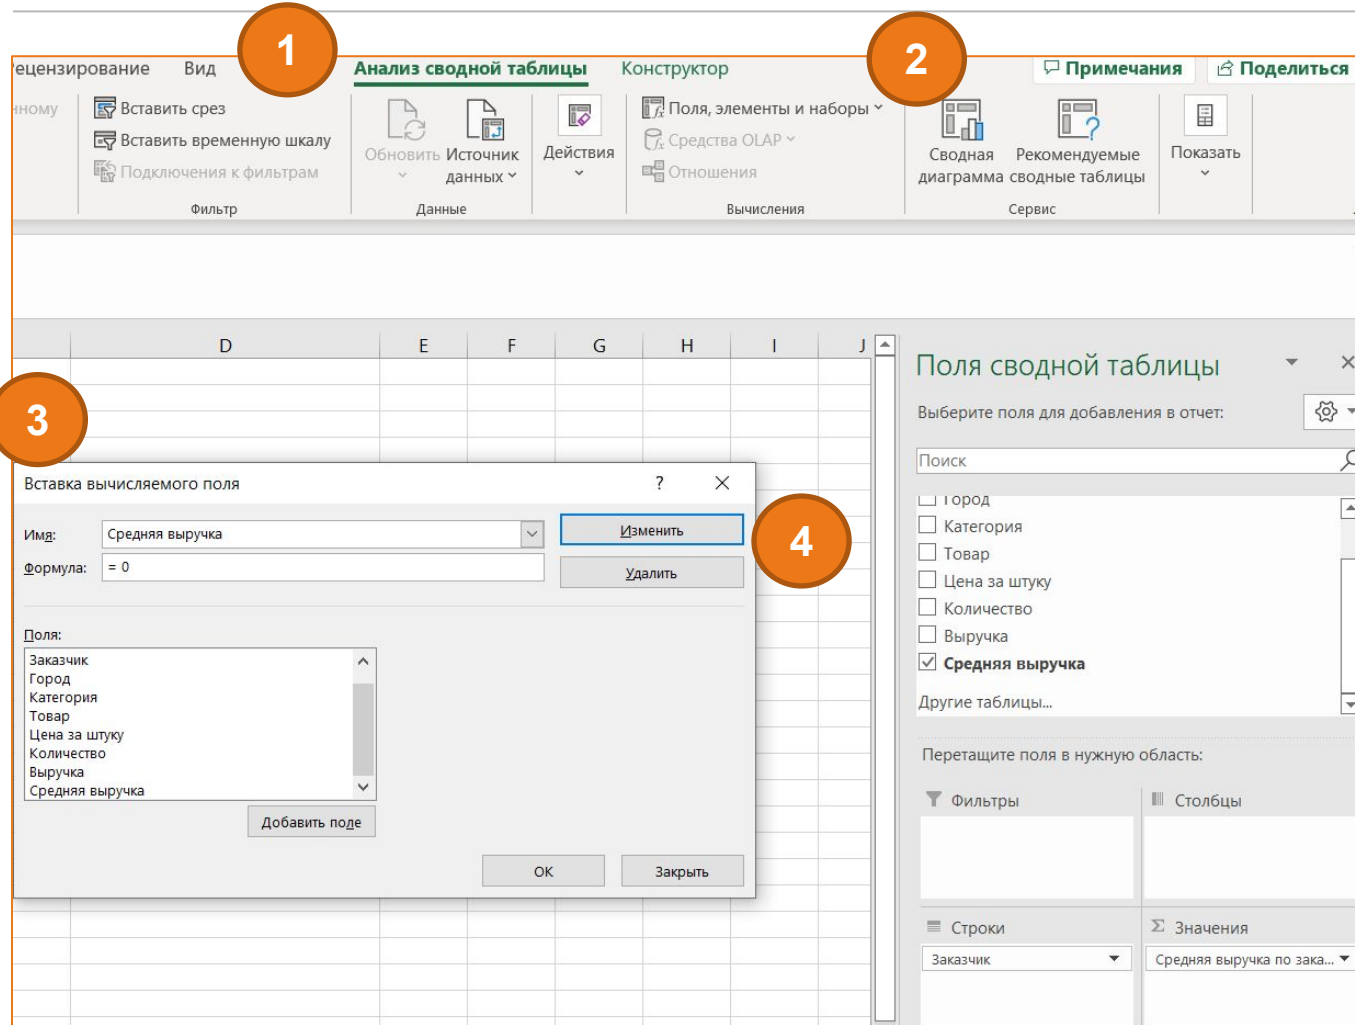 1
2
ецензирование Вид Анализ сводной таблицы Конструктор Примечания Поделиться
нному
Вставить срез
Вставить временную шкалу
Подключения к фильтрам
Фильтр
Обновить
Источник данных
Данные
Действия
Поля, элементы и наборы
Средства OLAP
Отношения
Вычисления
Сводная диаграмма
Рекомендуемые сводные таблицы
Сервис
Показать
D E F G H I J
3
Вставка вычисляемого поля ?
Имя: Средняя выручка Изменить
4
Формула: = 0 Удалить
Поля:
Заказчик
Город
Категория
Товар
Цена за штуку
Количество
Выручка
Средняя выручка
Добавить поле
ОК Закрыть
Поля сводной таблицы
Выберите поля для добавления в отчет:
Поиск
Город
Категория
Товар
Цена за штуку
Количество
Выручка
Средняя выручка
Другие таблицы...
Перетащите поля в нужную область:
Фильтры Столбцы
Строки Σ Значения
Заказчик Средняя выручка по зака...